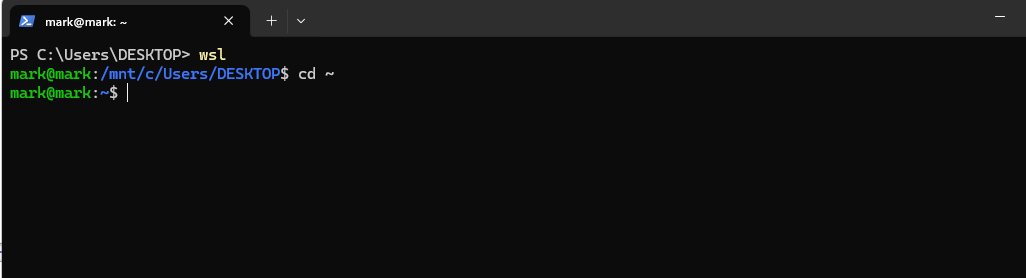 mark@mark: ~
PS C:\Users\DESKTOP> wsl
mark@mark:/mnt/c/Users/DESKTOP$ cd ~
mark@mark:~$